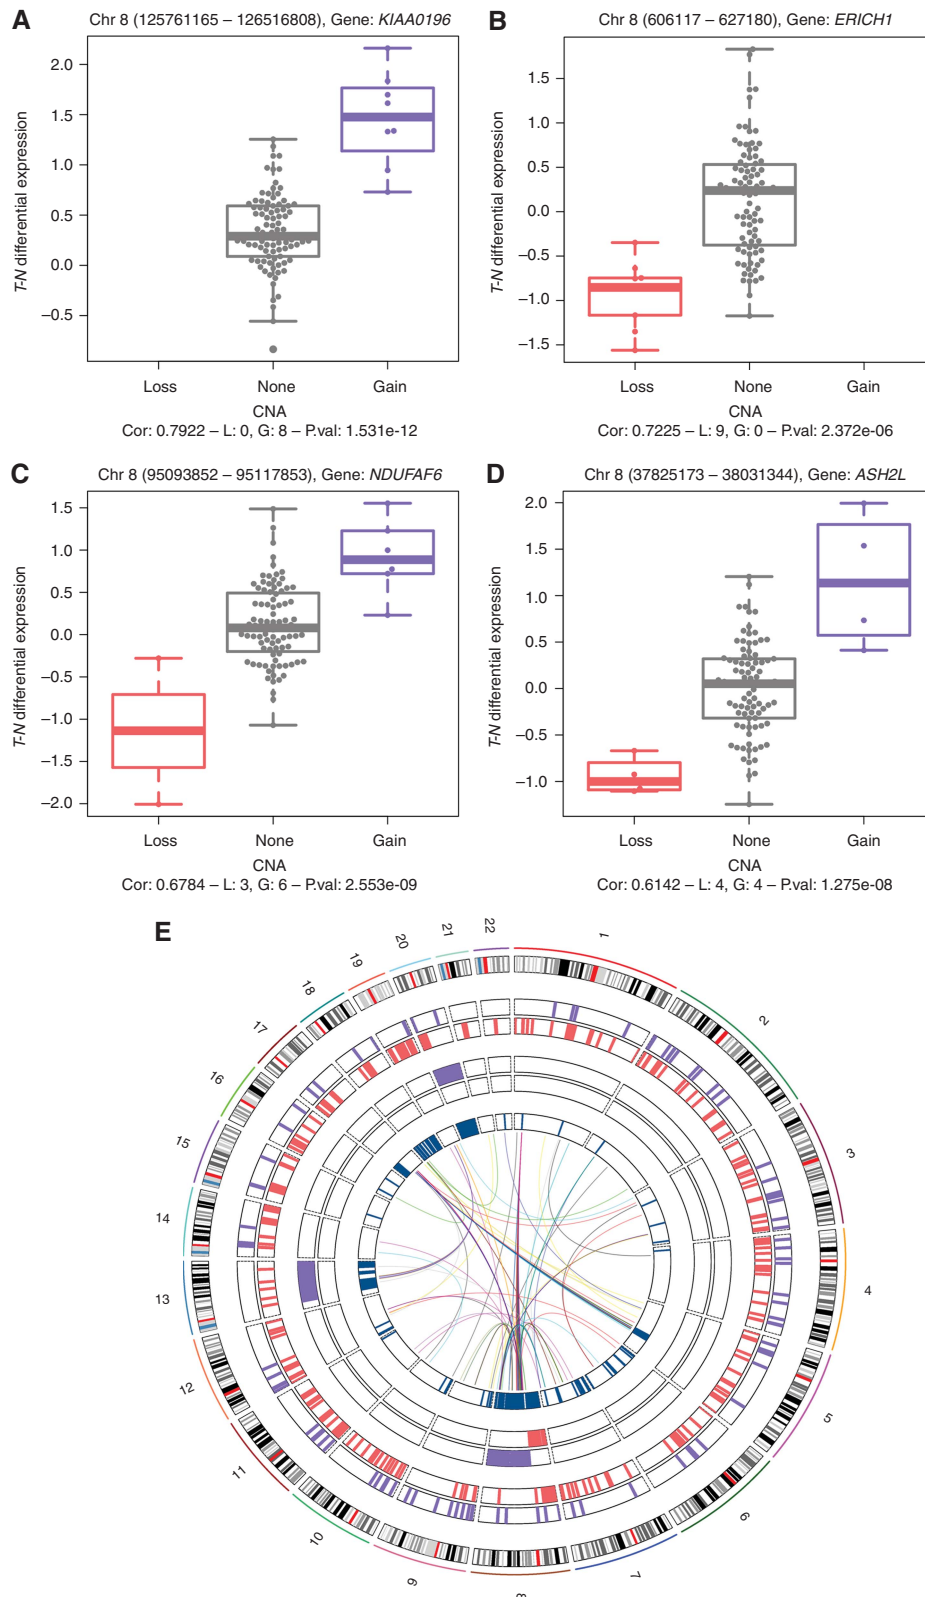 A
Chr 8 (125761165 – 126516808), Gene: KIAA0196
T-N differential expression
2.0
1.5
1.0
0.5
0.0
−0.5
Loss
None
Gain
CNA
Cor: 0.7922 – L: 0, G: 8 – P.val: 1.531e-12
B
Chr 8 (606117 – 627180), Gene: ERICH1
T-N differential expression
1.5
1.0
0.5
0.0
−0.5
−1.0
−1.5
Loss
None
Gain
CNA
Cor: 0.7225 – L: 9, G: 0 – P.val: 2.372e-06
C
Chr 8 (95093852 – 95117853), Gene: NDUFAF6
T-N differential expression
1.5
1.0
0.5
0.0
−0.5
−1.0
−1.5
−2.0
Loss
None
Gain
CNA
Cor: 0.6784 – L: 3, G: 6 – P.val: 2.553e-09
D
Chr 8 (37825173 – 38031344), Gene: ASH2L
T-N differential expression
2.0
1.5
1.0
0.5
0.0
−0.5
−1.0
Loss
None
Gain
CNA
Cor: 0.6142 – L: 4, G: 4 – P.val: 1.275e-08
E
1
2
3
4
5
6
7
8
9
10
11
12
13
14
15
16
17
18
19
20
21
22